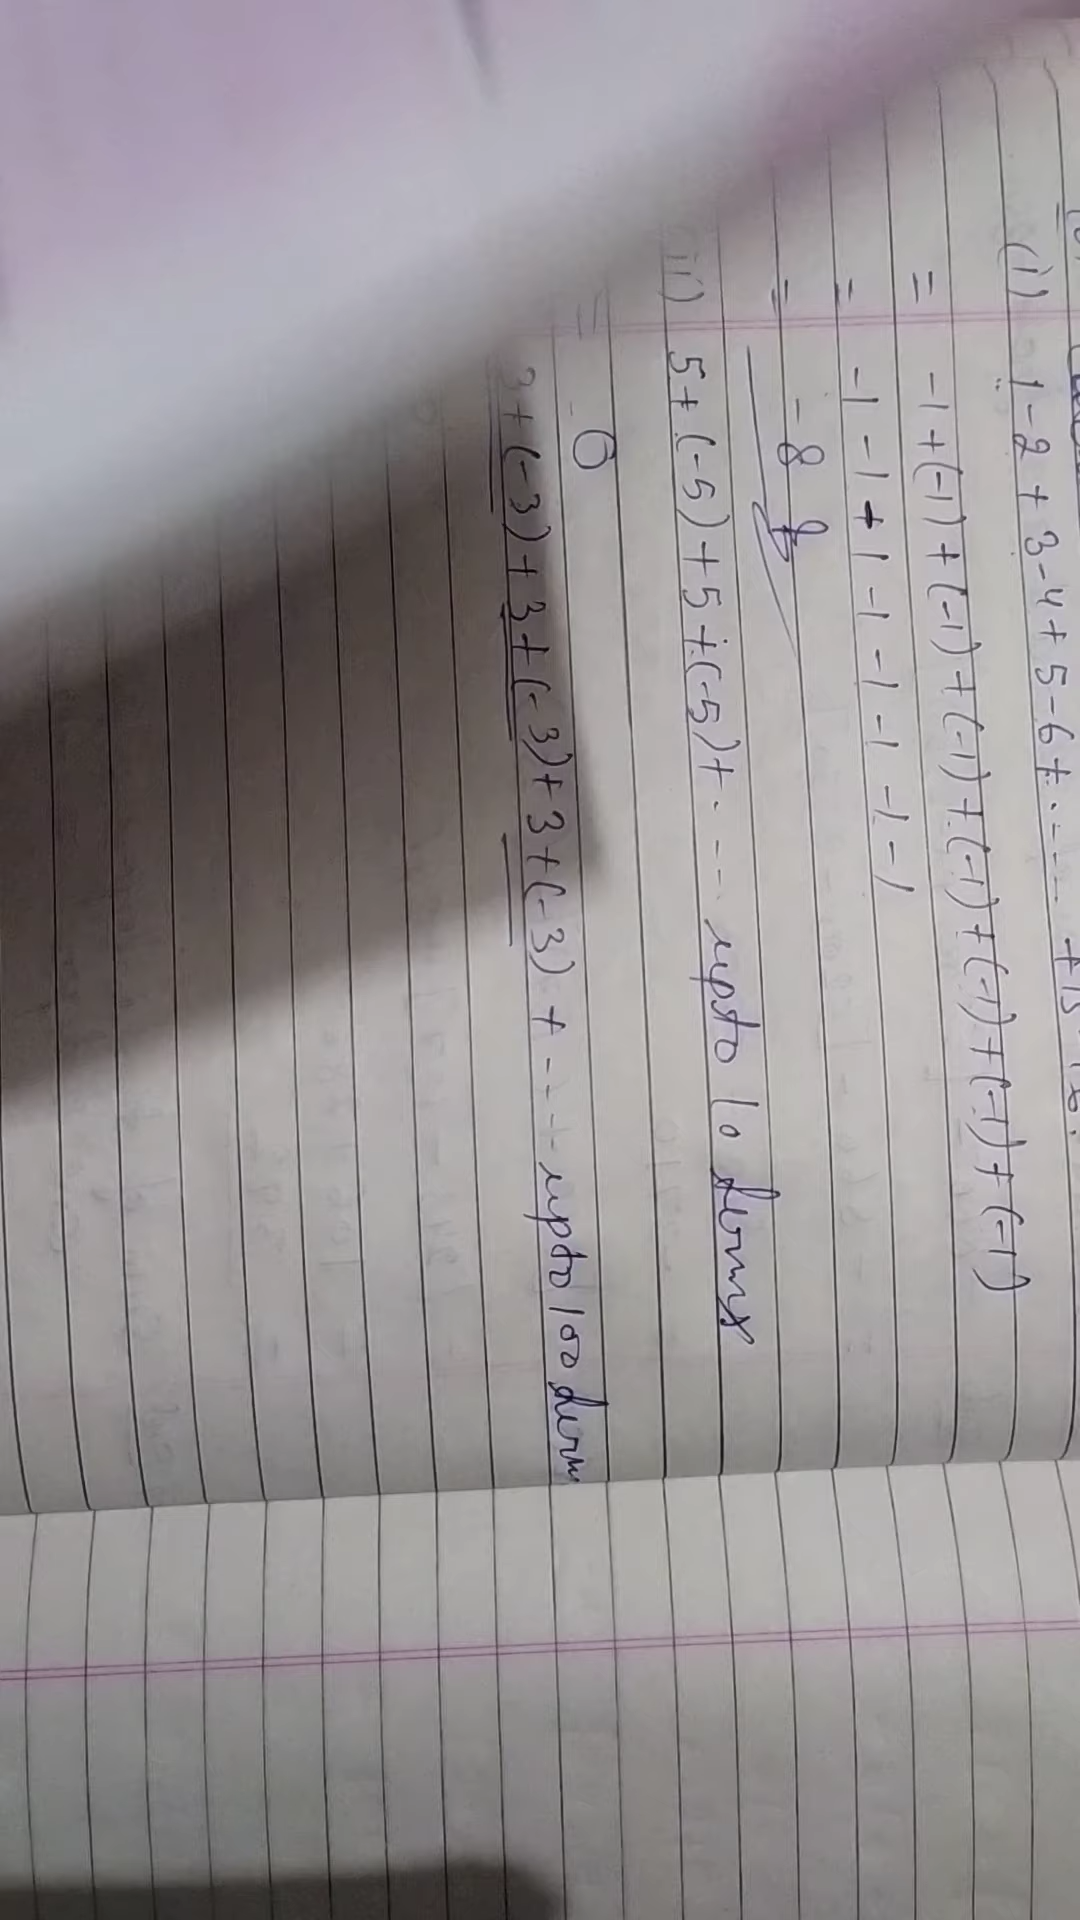 (i) 1-2+3-4+5-6+..... +15
= -1+(-1)+(-1)+(-1)+(-1)+(-1)+(-1)+(-1)
= -1-1+1-1-1-1-1-1
= -8
ii) 5+(-5)+5+(-5)+.... upto 10 terms
= 0
3+(-3)+3+(-3)+3+(-3)+.... upto 100 term